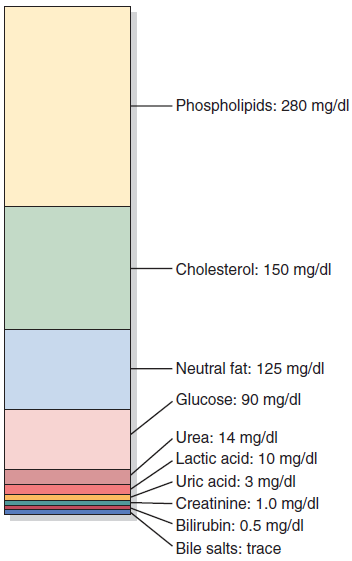 Phospholipids: 280 mg/dl
Cholesterol: 150 mg/dl
Neutral fat: 125 mg/dl
Glucose: 90 mg/dl
Urea: 14 mg/dl
Lactic acid: 10 mg/dl
Uric acid: 3 mg/dl
Creatinine: 1.0 mg/dl
Bilirubin: 0.5 mg/dl
Bile salts: trace